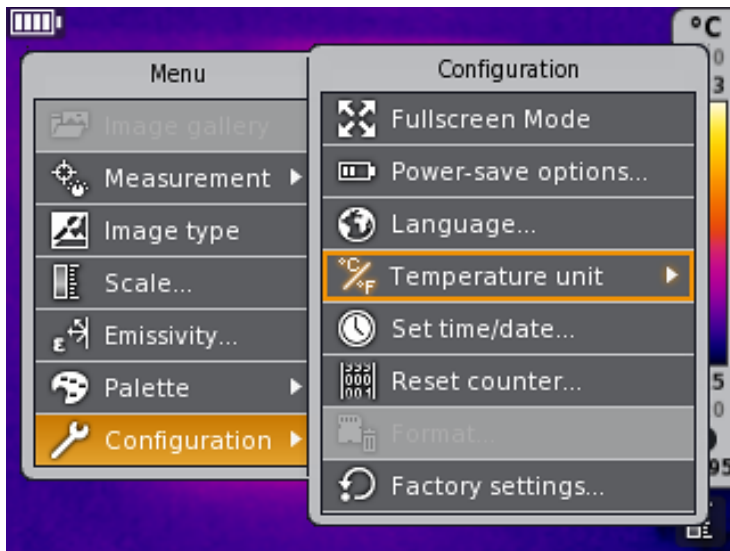 °C
Menu
Image gallery
Measurement
Image type
Scale...
ε Emissivity...
Palette
Configuration
Configuration
Fullscreen Mode
Power-save options...
Language...
°C/°F Temperature unit
Set time/date...
Reset counter...
Format...
Factory settings...